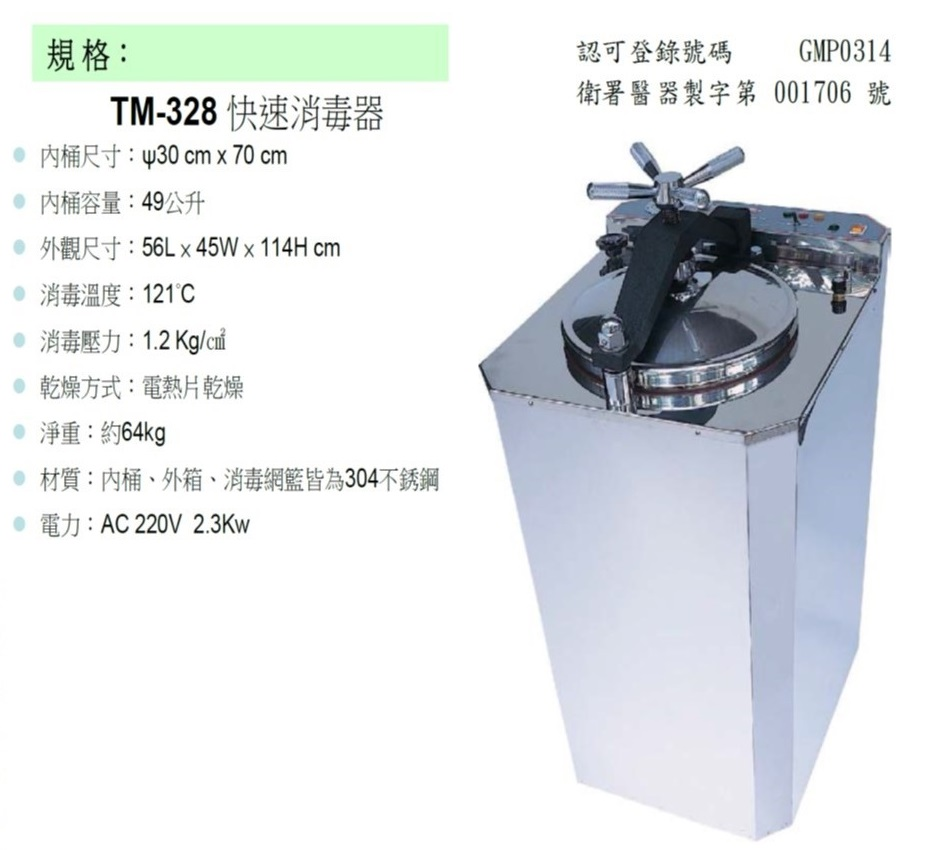 規格：
認可登錄號碼 GMP0314
衛署醫器製字第 001706 號
TM-328 快速消毒器
內桶尺寸：ψ30 cm x 70 cm
內桶容量：49公升
外觀尺寸：56L x 45W x 114H cm
消毒溫度：121℃
消毒壓力：1.2 Kg/c㎡
乾燥方式：電熱片乾燥
淨重：約64kg
材質：內桶、外箱、消毒網籃皆為304不銹鋼
電力：AC 220V 2.3Kw